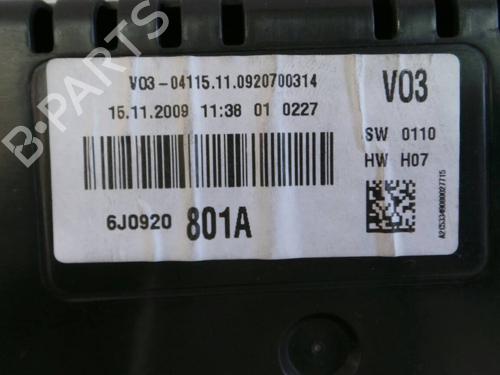 V03-04115.11.0920700314
15.11.2009 11:38 01 0227
V03
SW 0110
HW H07
6J0920 801A
B-PARTS